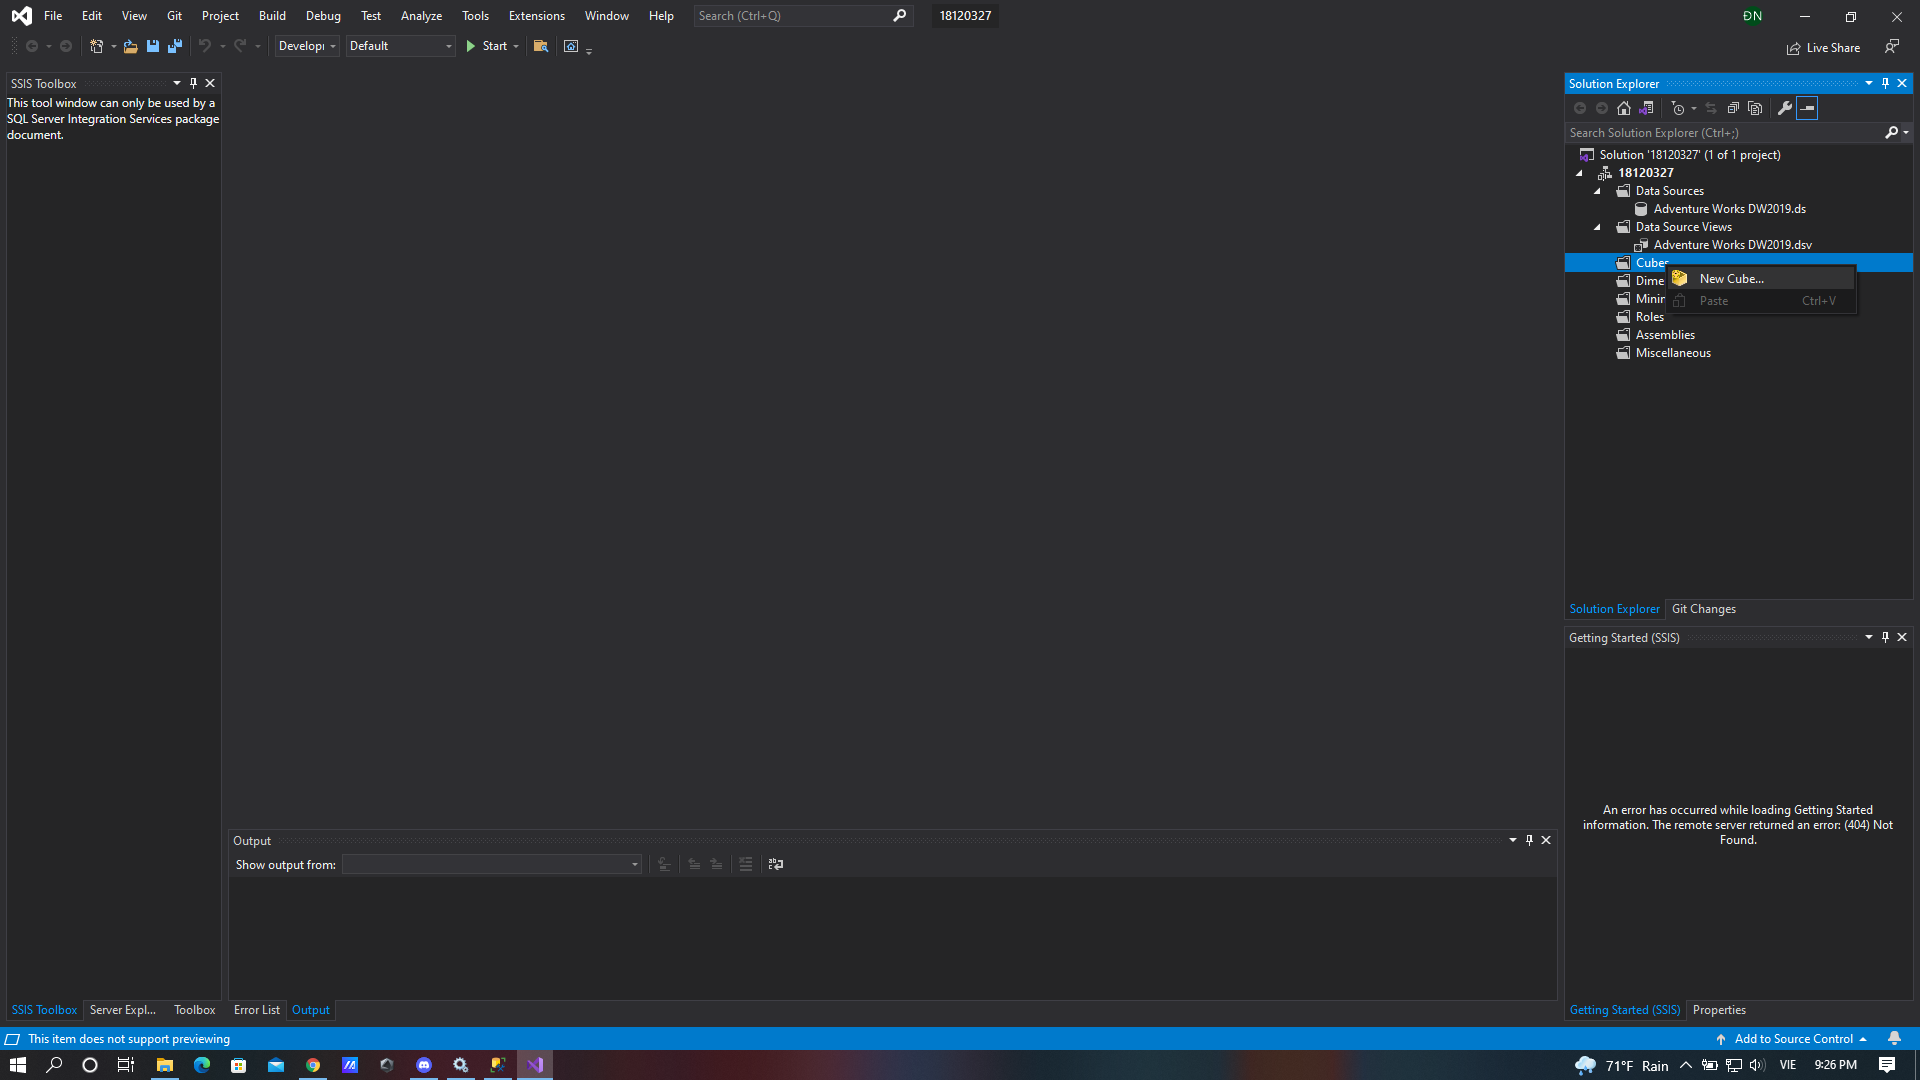 File Edit View Git Project Build Debug Test Analyze Tools Extensions Window Help Search (Ctrl+Q) 18120327 ĐN
Develop Default Start Live Share
SSIS Toolbox
This tool window can only be used by a
SQL Server Integration Services package
document.
Solution Explorer
Search Solution Explorer (Ctrl+;)
Solution '18120327' (1 of 1 project)
18120327
Data Sources
Adventure Works DW2019.ds
Data Source Views
Adventure Works DW2019.dsv
Cubes
New Cube...
Dime
Paste Ctrl+V
Minin
Roles
Assemblies
Miscellaneous
Solution Explorer Git Changes
Getting Started (SSIS)
An error has occurred while loading Getting Started
information. The remote server returned an error: (404) Not
Found.
Output
Show output from:
SSIS Toolbox Server Expl... Toolbox Error List Output
Getting Started (SSIS) Properties
This item does not support previewing
Add to Source Control
71°F Rain VIE 9:26 PM